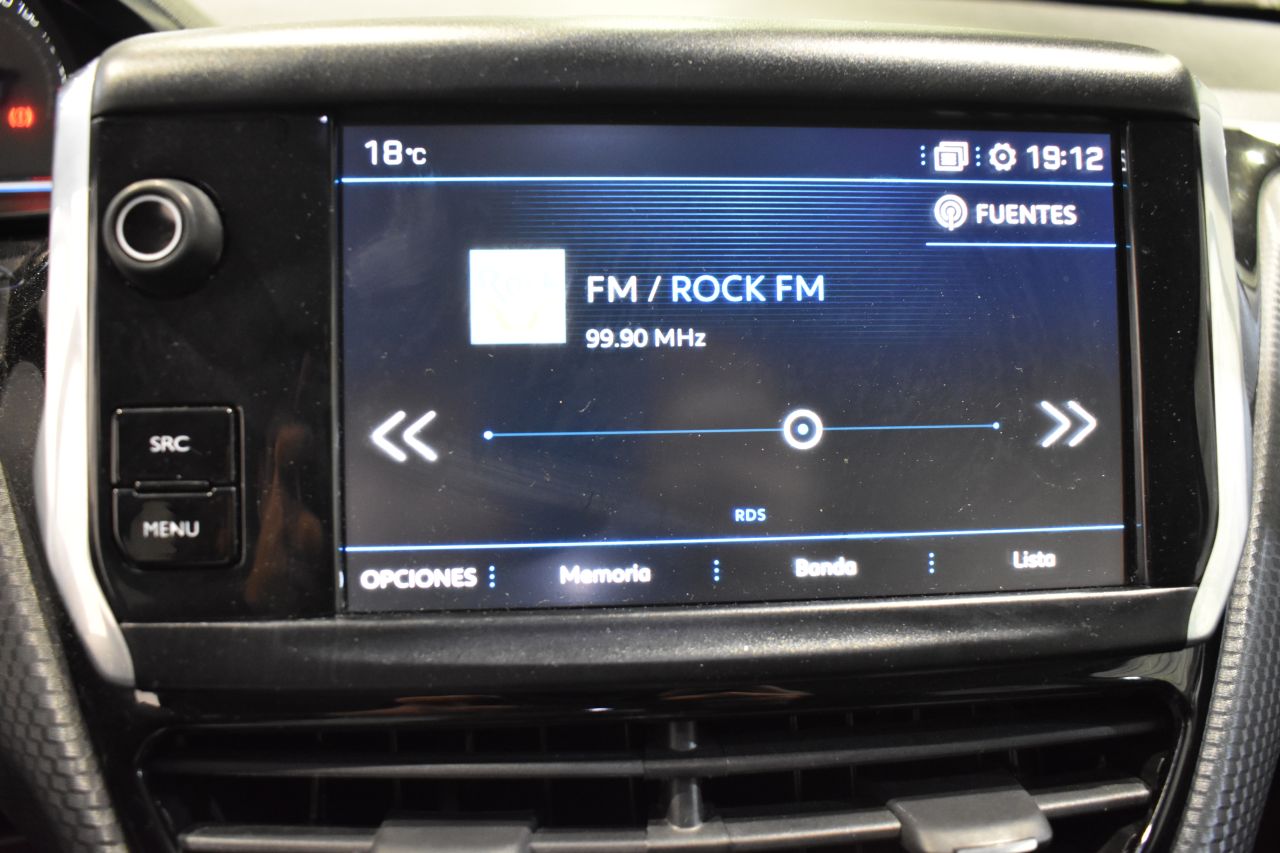 18°C
19:12
FUENTES
FM / ROCK FM
99.90 MHz
SRC
MENU
RDS
OPCIONES
Memoria
Banda
Lista